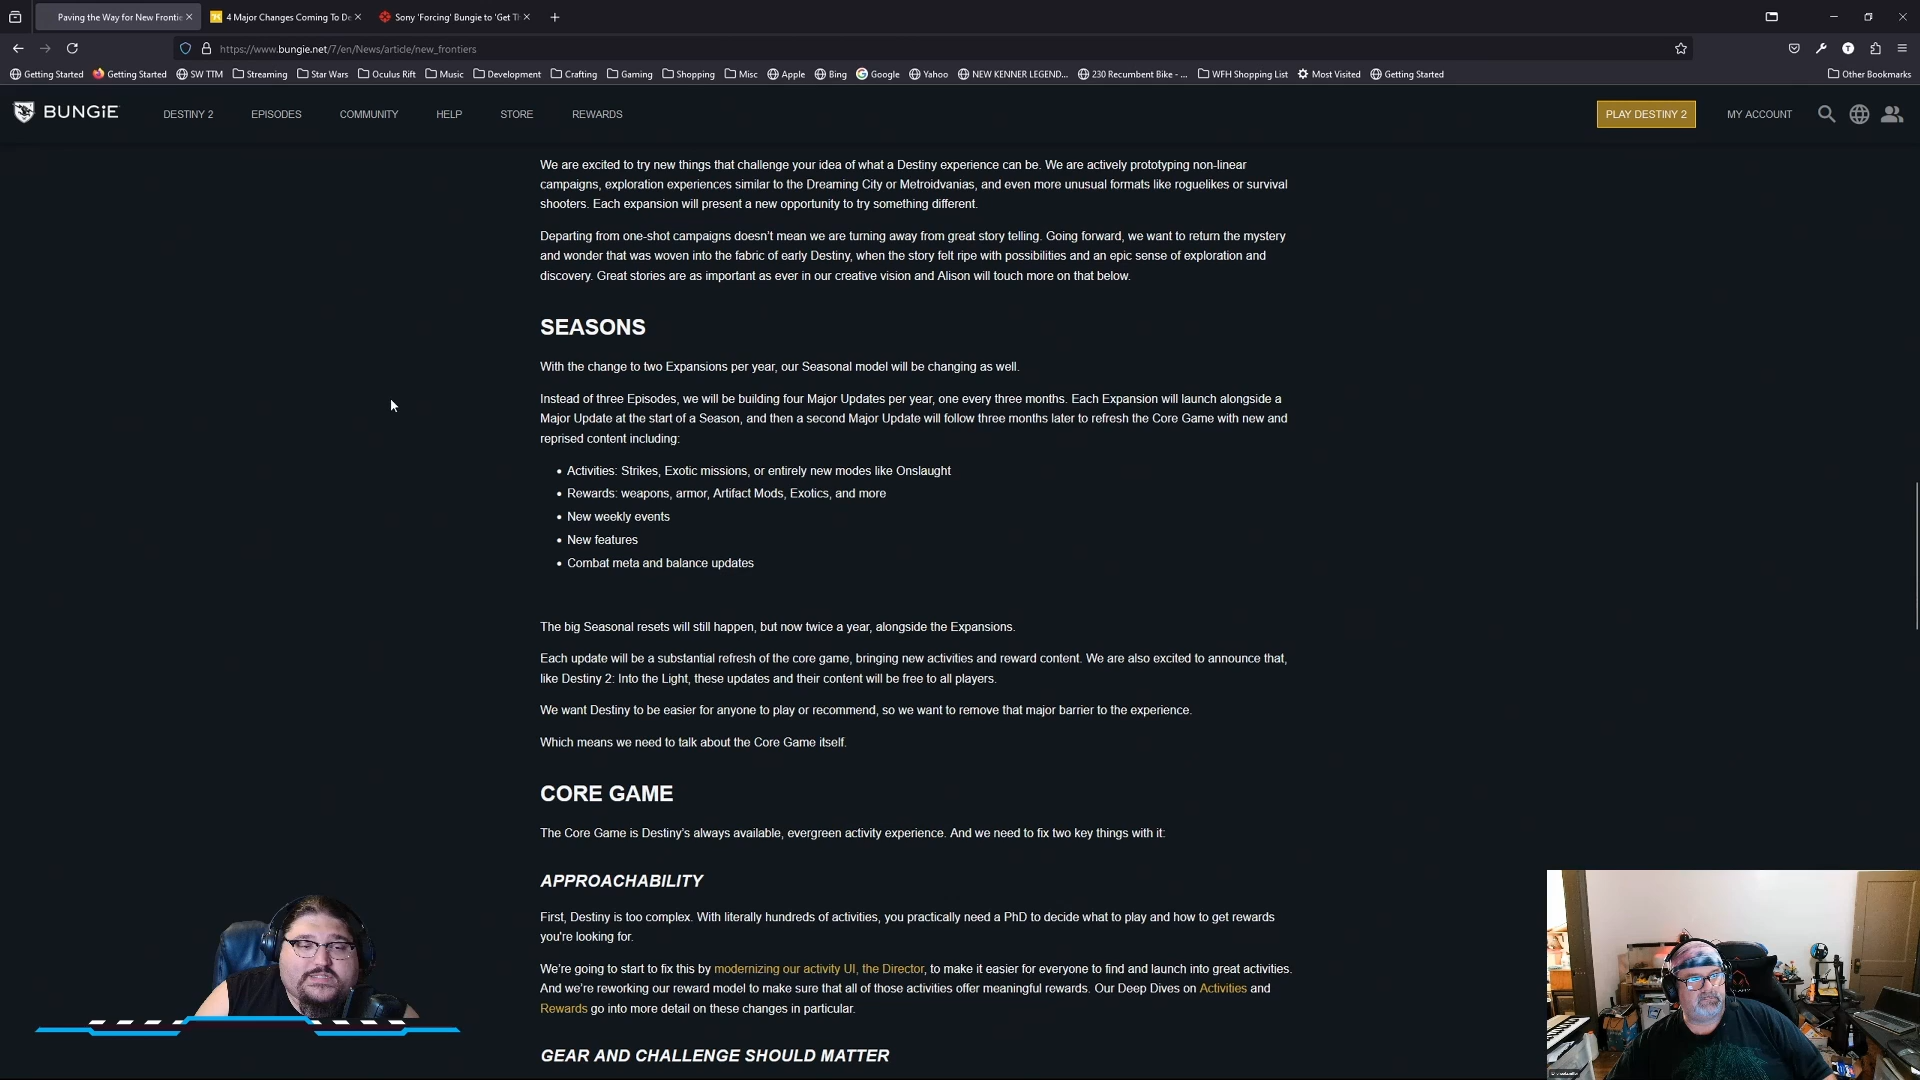 Paving the Way for New Frontie
4 Major Changes Coming To De
Sony 'Forcing' Bungie to 'Get Th
https://www.bungie.net/7/en/News/article/new_frontiers
Getting Started
Getting Started
SW TTM
Streaming
Star Wars
Oculus Rift
Music
Development
Crafting
Gaming
Shopping
Misc
Apple
Bing
Google
Yahoo
NEW KENNER LEGEND...
230 Recumbent Bike - ...
WFH Shopping List
Most Visited
Getting Started
Other Bookmarks
BUNGiE
DESTINY 2
EPISODES
COMMUNITY
HELP
STORE
REWARDS
PLAY DESTINY 2
MY ACCOUNT
We are excited to try new things that challenge your idea of what a Destiny experience can be. We are actively prototyping non-linear
campaigns, exploration experiences similar to the Dreaming City or Metroidvanias, and even more unusual formats like roguelikes or survival
shooters. Each expansion will present a new opportunity to try something different.
Departing from one-shot campaigns doesn't mean we are turning away from great story telling. Going forward, we want to return the mystery
and wonder that was woven into the fabric of early Destiny, when the story felt ripe with possibilities and an epic sense of exploration and
discovery. Great stories are as important as ever in our creative vision and Alison will touch more on that below.
SEASONS
With the change to two Expansions per year, our Seasonal model will be changing as well.
Instead of three Episodes, we will be building four Major Updates per year, one every three months. Each Expansion will launch alongside a
Major Update at the start of a Season, and then a second Major Update will follow three months later to refresh the Core Game with new and
reprised content including:
• Activities: Strikes, Exotic missions, or entirely new modes like Onslaught
• Rewards: weapons, armor, Artifact Mods, Exotics, and more
• New weekly events
• New features
• Combat meta and balance updates
The big Seasonal resets will still happen, but now twice a year, alongside the Expansions.
Each update will be a substantial refresh of the core game, bringing new activities and reward content. We are also excited to announce that,
like Destiny 2: Into the Light, these updates and their content will be free to all players.
We want Destiny to be easier for anyone to play or recommend, so we want to remove that major barrier to the experience.
Which means we need to talk about the Core Game itself.
CORE GAME
The Core Game is Destiny's always available, evergreen activity experience. And we need to fix two key things with it:
APPROACHABILITY
First, Destiny is too complex. With literally hundreds of activities, you practically need a PhD to decide what to play and how to get rewards
you're looking for.
We're going to start to fix this by modernizing our activity UI, the Director, to make it easier for everyone to find and launch into great activities.
And we're reworking our reward model to make sure that all of those activities offer meaningful rewards. Our Deep Dives on Activities and
Rewards go into more detail on these changes in particular.
GEAR AND CHALLENGE SHOULD MATTER